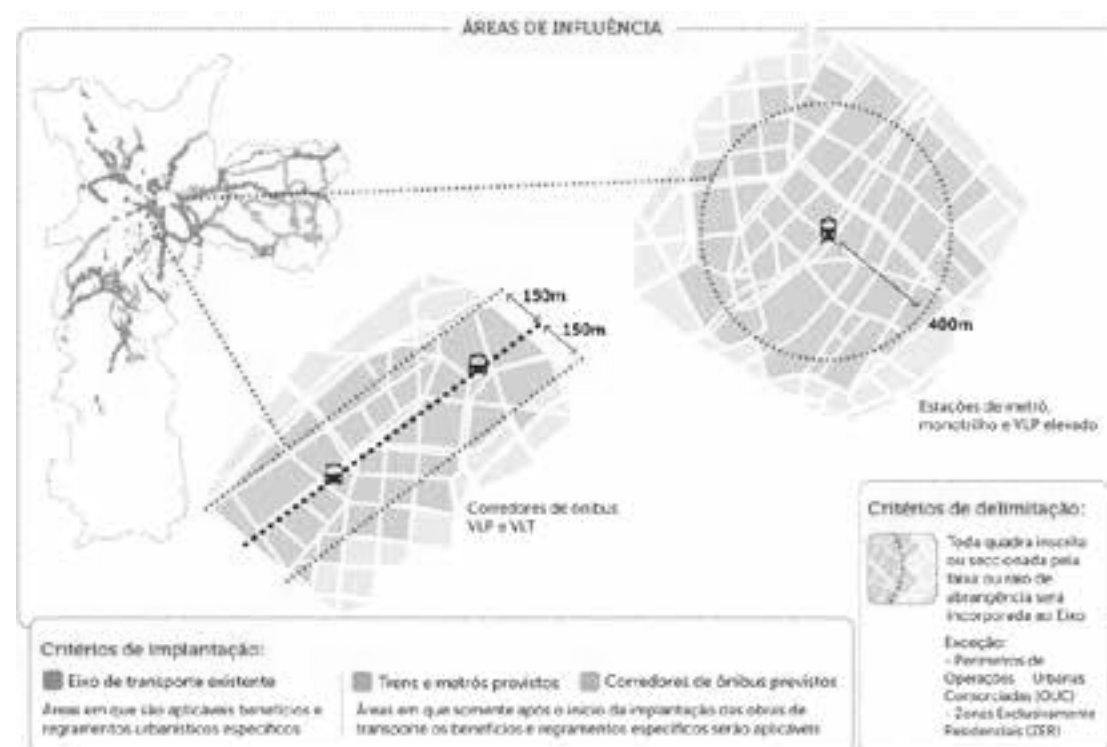 ÁREAS DE INFLUÊNCIA
150m
150m
400m
Estações de metrô,
monotrilho e VLP elevado
Corredores de ônibus
VLP e VLT
Critérios de delimitação:
Toda quadra inscrita
ou seccionada pela
faixa ou raio de
abrangência será
incorporada ao Eixo
Exceção:
- Perímetros de
Operações Urbanas
Consorciadas (OUC)
- Zonas Exclusivamente
Residenciais (ZER)
Critérios de implantação:
Eixo de transporte existente
Áreas em que são aplicáveis benefícios e
regramentos urbanísticos específicos
Trens e metrôs previstos
Corredores de ônibus previstos
Áreas em que somente após o início da implantação das obras de
transporte os benefícios e regramentos específicos serão aplicáveis